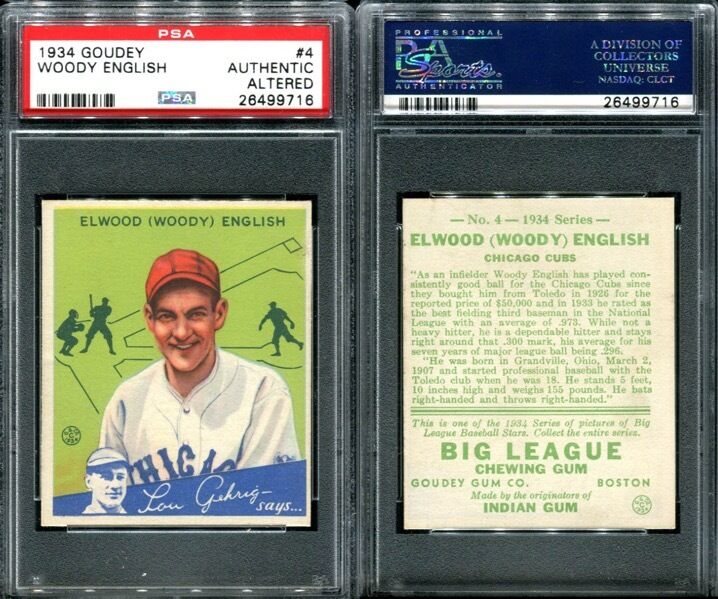 PSA
1934 GOUDEY #4
WOODY ENGLISH AUTHENTIC
ALTERED
PSA 26499716
ELWOOD (WOODY) ENGLISH
CHICAG
Lou Gehrig—
says...
PROFESSIONAL
PSA
Sports
AUTHENTICATOR
A DIVISION OF
COLLECTORS
UNIVERSE
NASDAQ: CLCT
26499716
— No. 4 — 1934 Series —
ELWOOD (WOODY) ENGLISH
CHICAGO CUBS
"As an infielder Woody English has played con-
sistently good ball for the Chicago Cubs since
they bought him from Toledo in 1926 for the
reported price of $50,000 and in 1933 he rated as
the best fielding third baseman in the National
League with an average of .973. While not a
heavy hitter, he is a dependable hitter and stays
right around that .300 mark, his average for his
seven years of major league ball being .296.
"He was born in Grandville, Ohio, March 2,
1907 and started professional baseball with the
Toledo club when he was 18. He stands 5 feet,
10 inches high and weighs 155 pounds. He bats
right-handed and throws right-handed."
This is one of the 1934 Series of pictures of Big
League Baseball Stars. Collect the entire series.
BIG LEAGUE
CHEWING GUM
GOUDEY GUM CO. BOSTON
Made by the originators of
INDIAN GUM